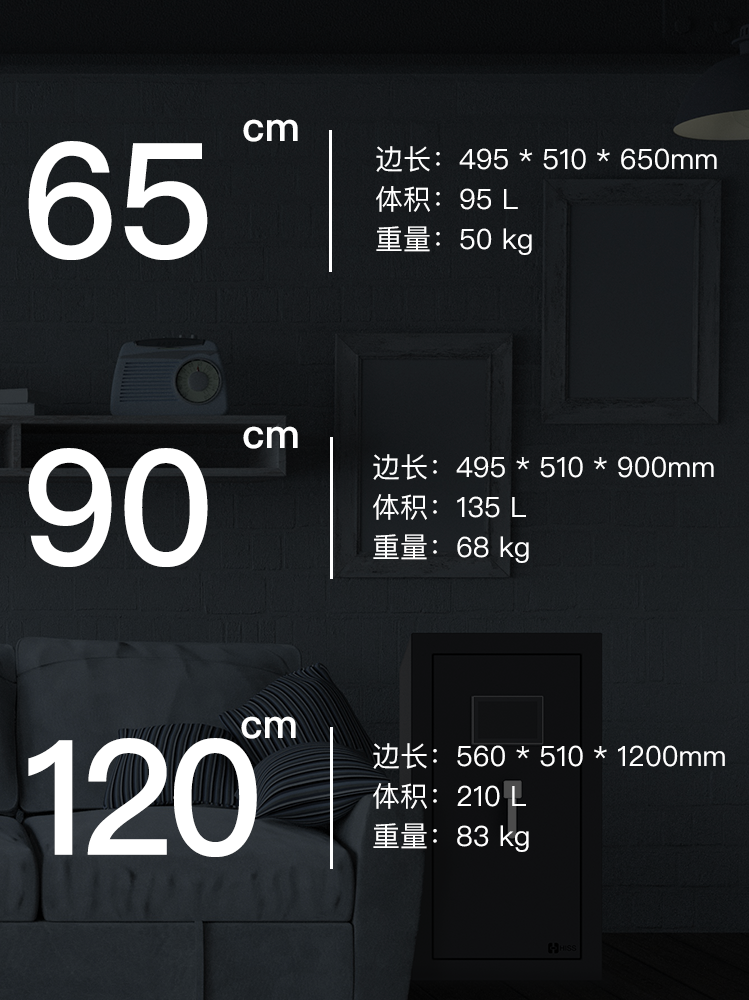 65 cm
边长：495 * 510 * 650mm
体积：95 L
重量：50 kg
90 cm
边长：495 * 510 * 900mm
体积：135 L
重量：68 kg
120 cm
边长：560 * 510 * 1200mm
体积：210 L
重量：83 kg